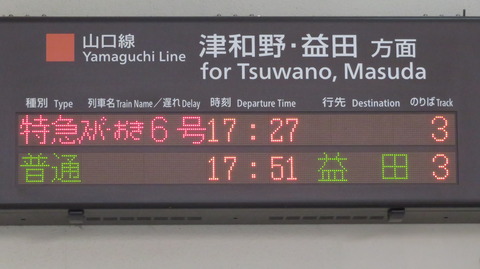 山口線 津和野・益田 方面
Yamaguchi Line for Tsuwano, Masuda
種別 Type 列車名 Train Name／遅れ Delay 時刻 Departure Time 行先 Destination のりば Track
特急 スーパーおき 6号 17:27 3
普通 17:51 益田 3